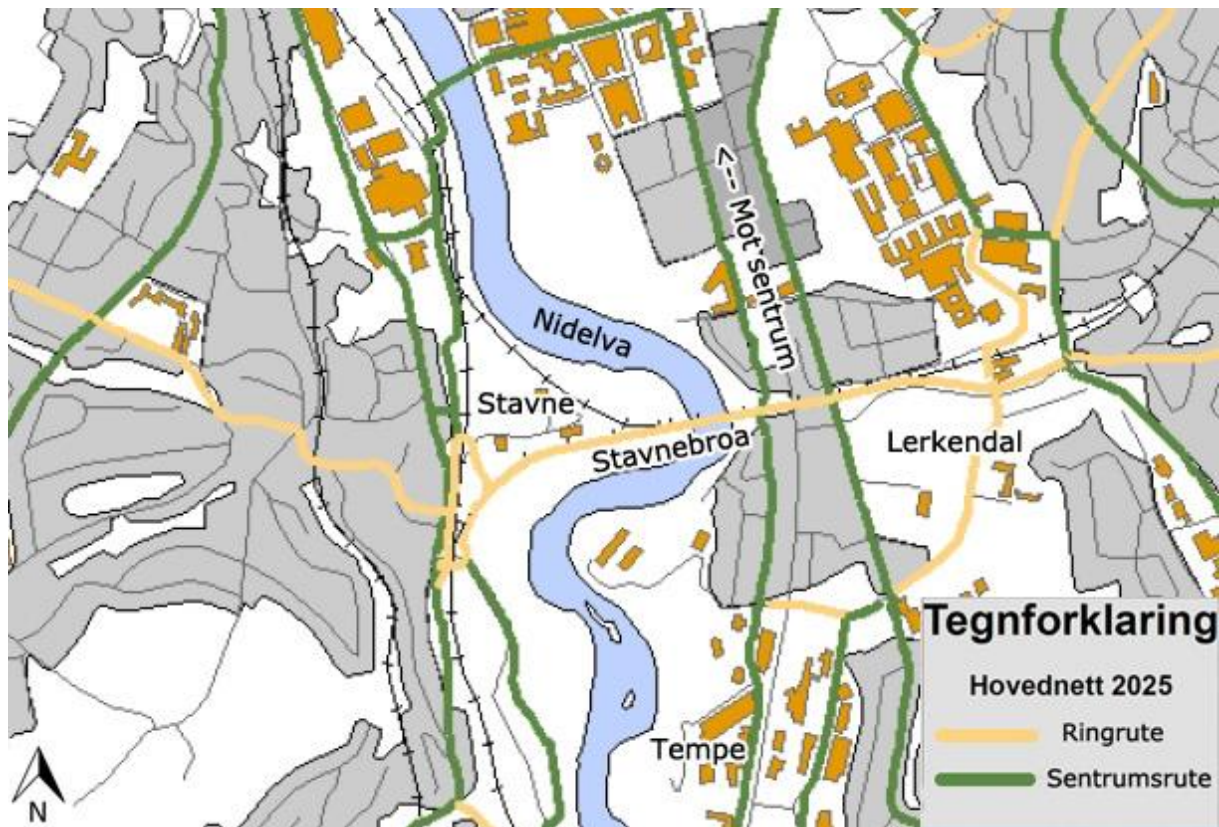 <-- Mot sentrum
Nidelva
Stavne
Stavnebroa
Lerkendal
Tempe
N
Tegnforklaring
Hovednett 2025
Ringrute
Sentrumsrute